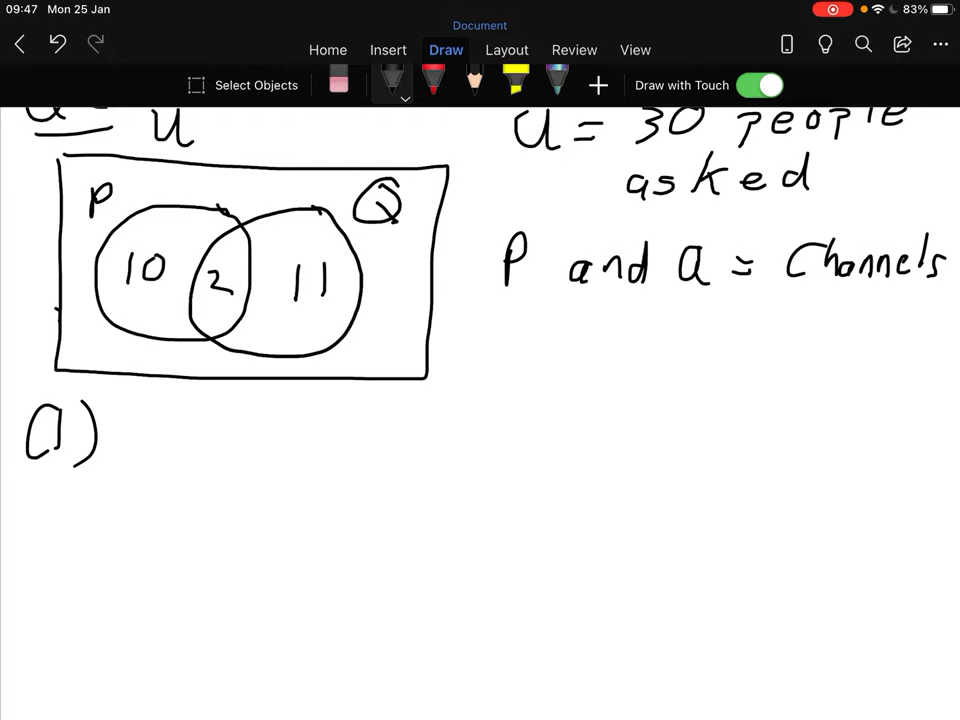 09:47 Mon 25 Jan
83%
Document
Home Insert Draw Layout Review View
Select Objects
Draw with Touch
U
U = 30 people
asked
P
Q
P and Q = Channels
10 2 11
a)